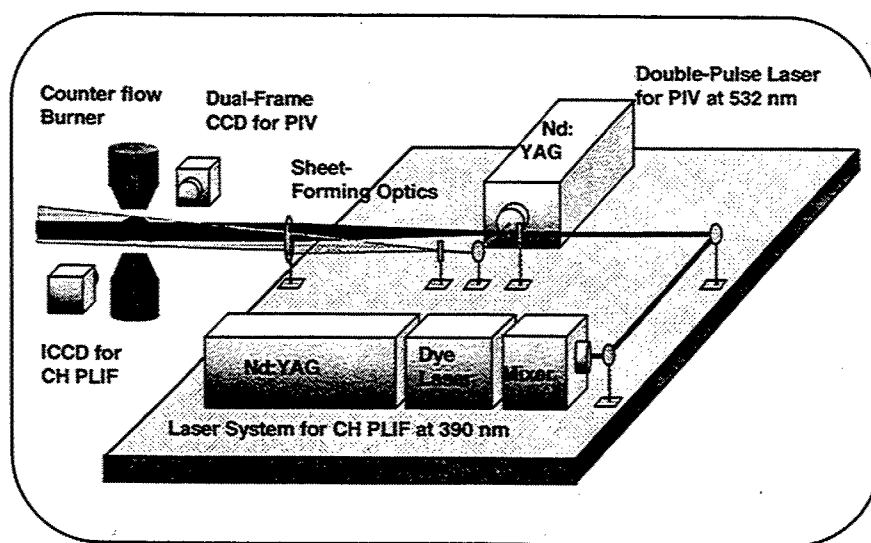 Counter flow
Burner
Dual-Frame
CCD for PIV
Double-Pulse Laser
for PIV at 532 nm
Nd:
YAG
Sheet-
Forming Optics
ICCD for
CH PLIF
Nd:YAG
Dye
Laser
Mixer
Laser System for CH PLIF at 390 nm